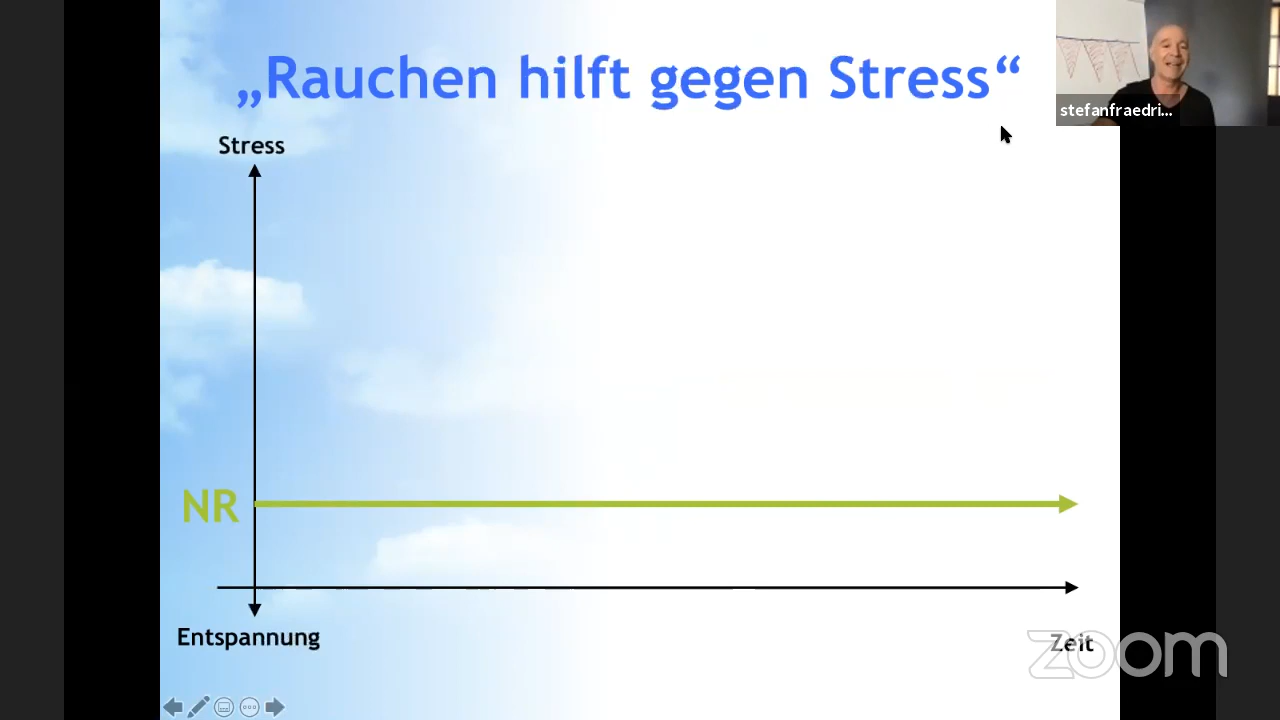 „Rauchen hilft gegen Stress“
stefanfraedri...
Stress
NR
Entspannung
Zeit
zoom